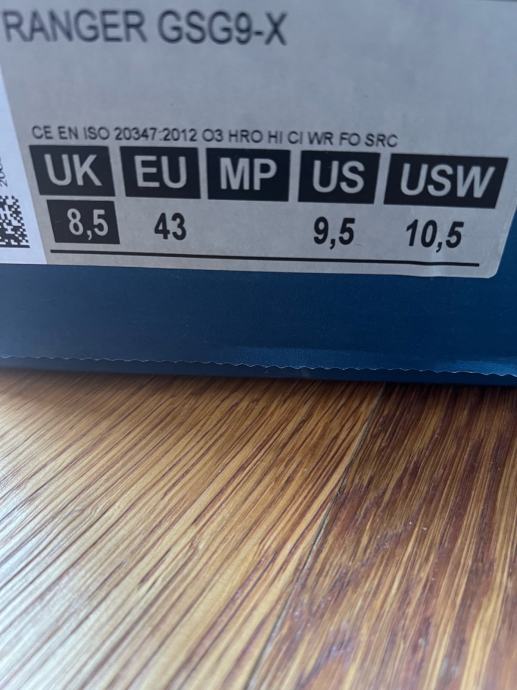 RANGER GSG9-X
CE EN ISO 20347:2012 O3 HRO HI CI WR FO SRC
UK EU MP US USW
8,5 43 9,5 10,5